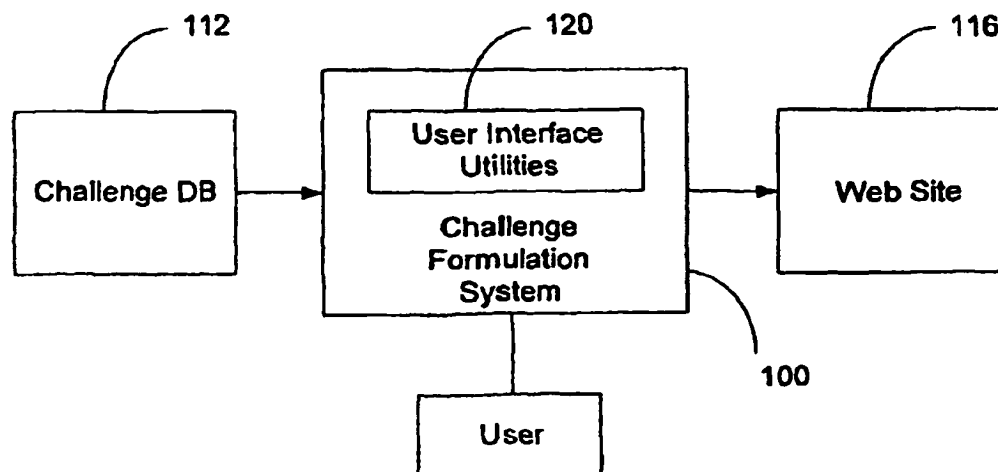 112
120
116
User Interface
Utilities
Challenge DB
Web Site
Challenge
Formulation
System
100
User